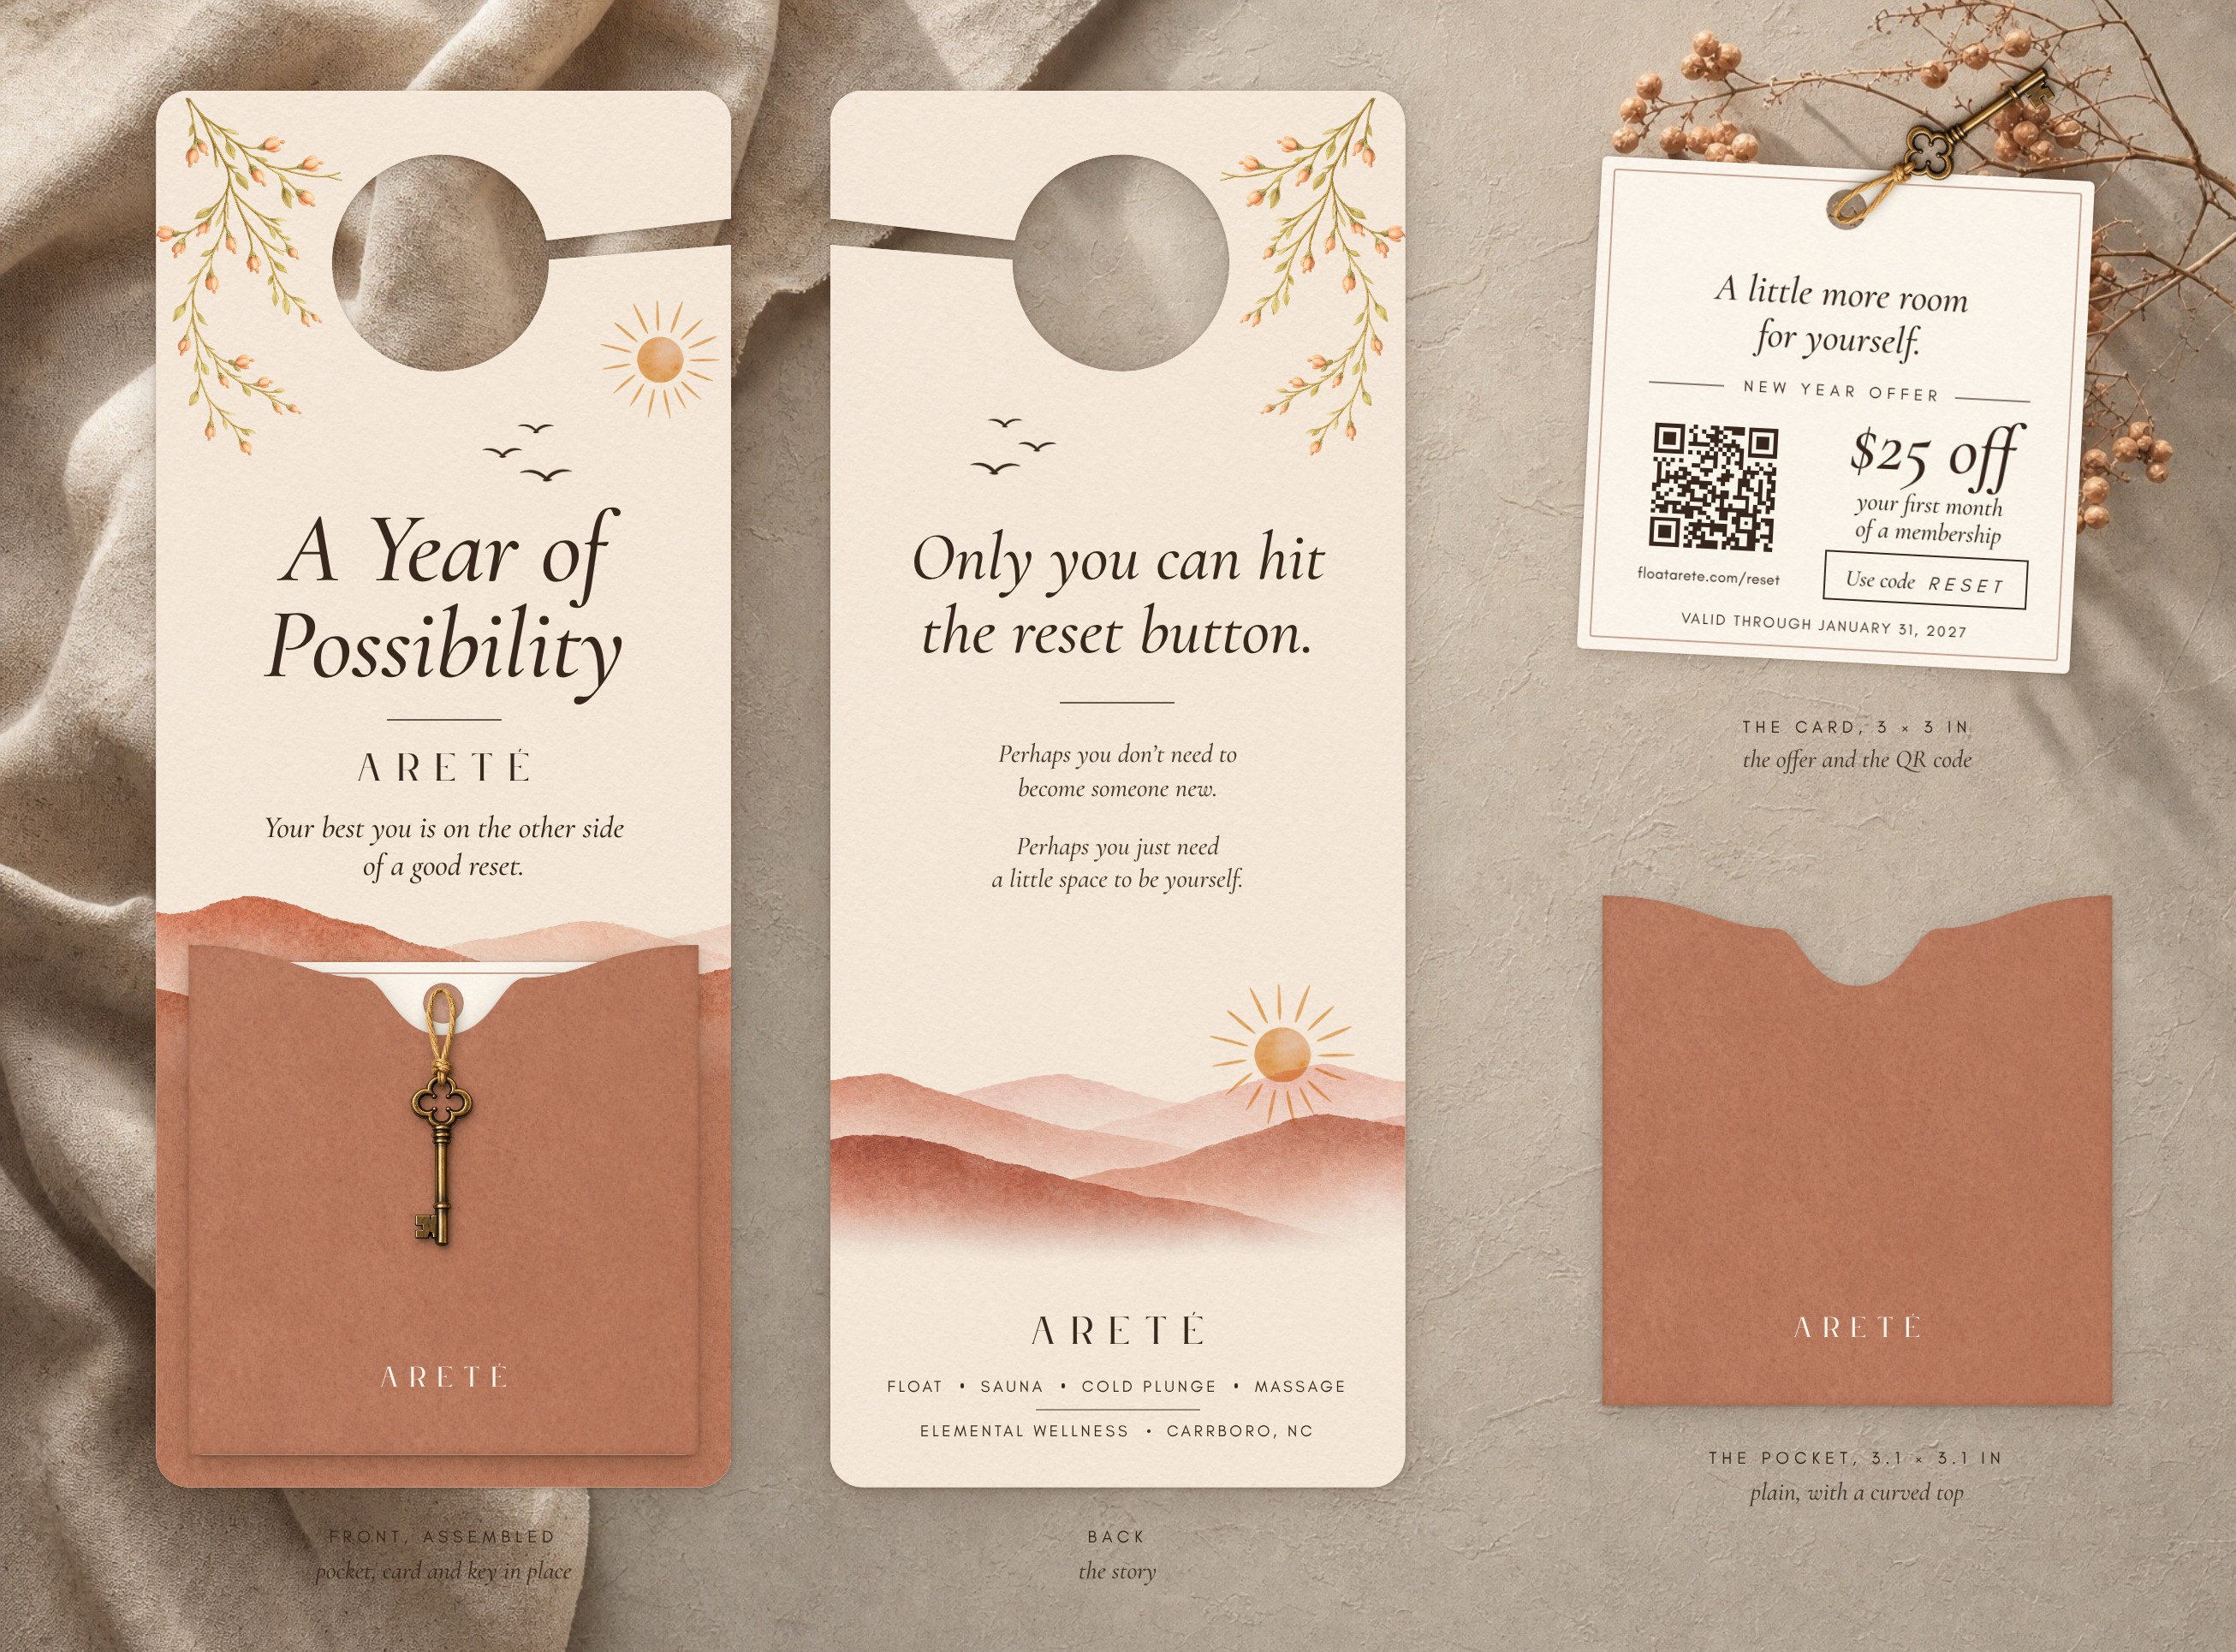 A Year of
Possibility
ARETÉ
Your best you is on the other side
of a good reset.
ARETÉ
FRONT, ASSEMBLED
pocket, card and key in place
Only you can hit
the reset button.
Perhaps you don't need to
become someone new.
Perhaps you just need
a little space to be yourself.
ARETÉ
FLOAT • SAUNA • COLD PLUNGE • MASSAGE
ELEMENTAL WELLNESS • CARRBORO, NC
BACK
the story
A little more room
for yourself.
NEW YEAR OFFER
$25 off
your first month
of a membership
floatarete.com/reset
Use code RESET
VALID THROUGH JANUARY 31, 2027
THE CARD, 3 × 3 IN
the offer and the QR code
ARETÉ
THE POCKET, 3.1 × 3.1 IN
plain, with a curved top